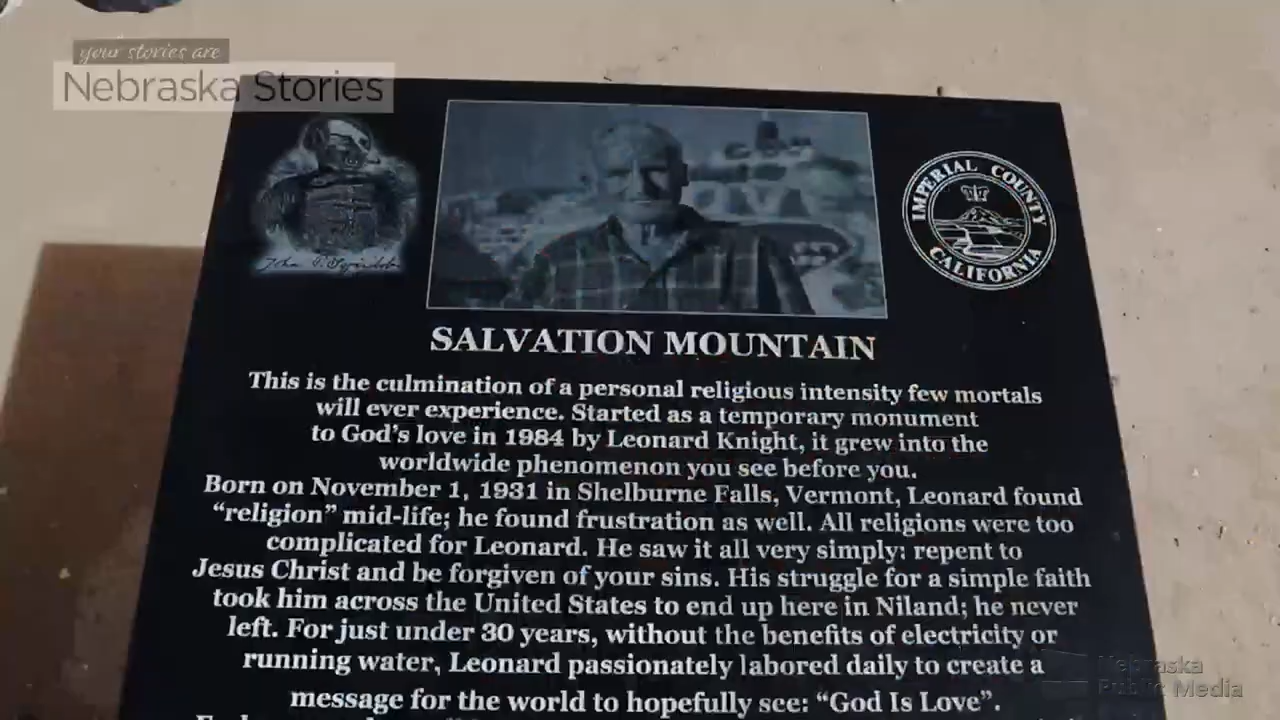 your stories are
Nebraska Stories
IMPERIAL COUNTY
CALIFORNIA
SALVATION MOUNTAIN
This is the culmination of a personal religious intensity few mortals
will ever experience. Started as a temporary monument
to God's love in 1984 by Leonard Knight, it grew into the
worldwide phenomenon you see before you.
Born on November 1, 1931 in Shelburne Falls, Vermont, Leonard found
"religion" mid-life; he found frustration as well. All religions were too
complicated for Leonard. He saw it all very simply: repent to
Jesus Christ and be forgiven of your sins. His struggle for a simple faith
took him across the United States to end up here in Niland; he never
left. For just under 30 years, without the benefits of electricity or
running water, Leonard passionately labored daily to create a
message for the world to hopefully see: "God Is Love".
Nebraska
Public Media